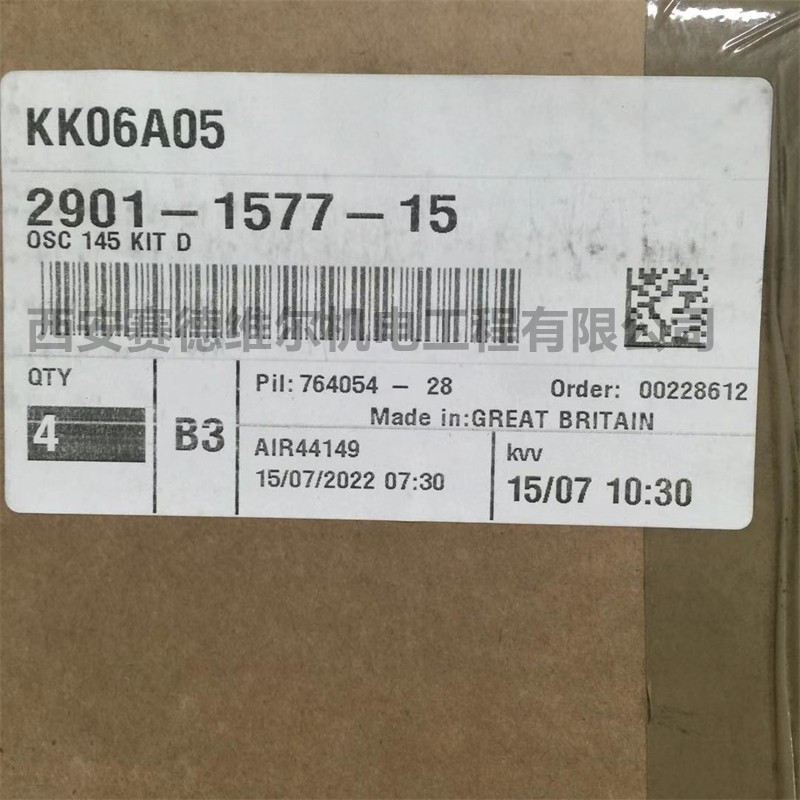 KK06A05
2901-1577-15
OSC 145 KIT D
西安赛德维尔机电工程有限公司
QTY
4
B3
Pil: 764054 - 28
Order: 00228612
Made in:GREAT BRITAIN
AIR44149
15/07/2022 07:30
kvv
15/07 10:30